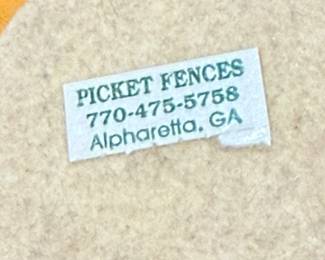 PICKET FENCES
770-475-5758
Alpharetta, GA